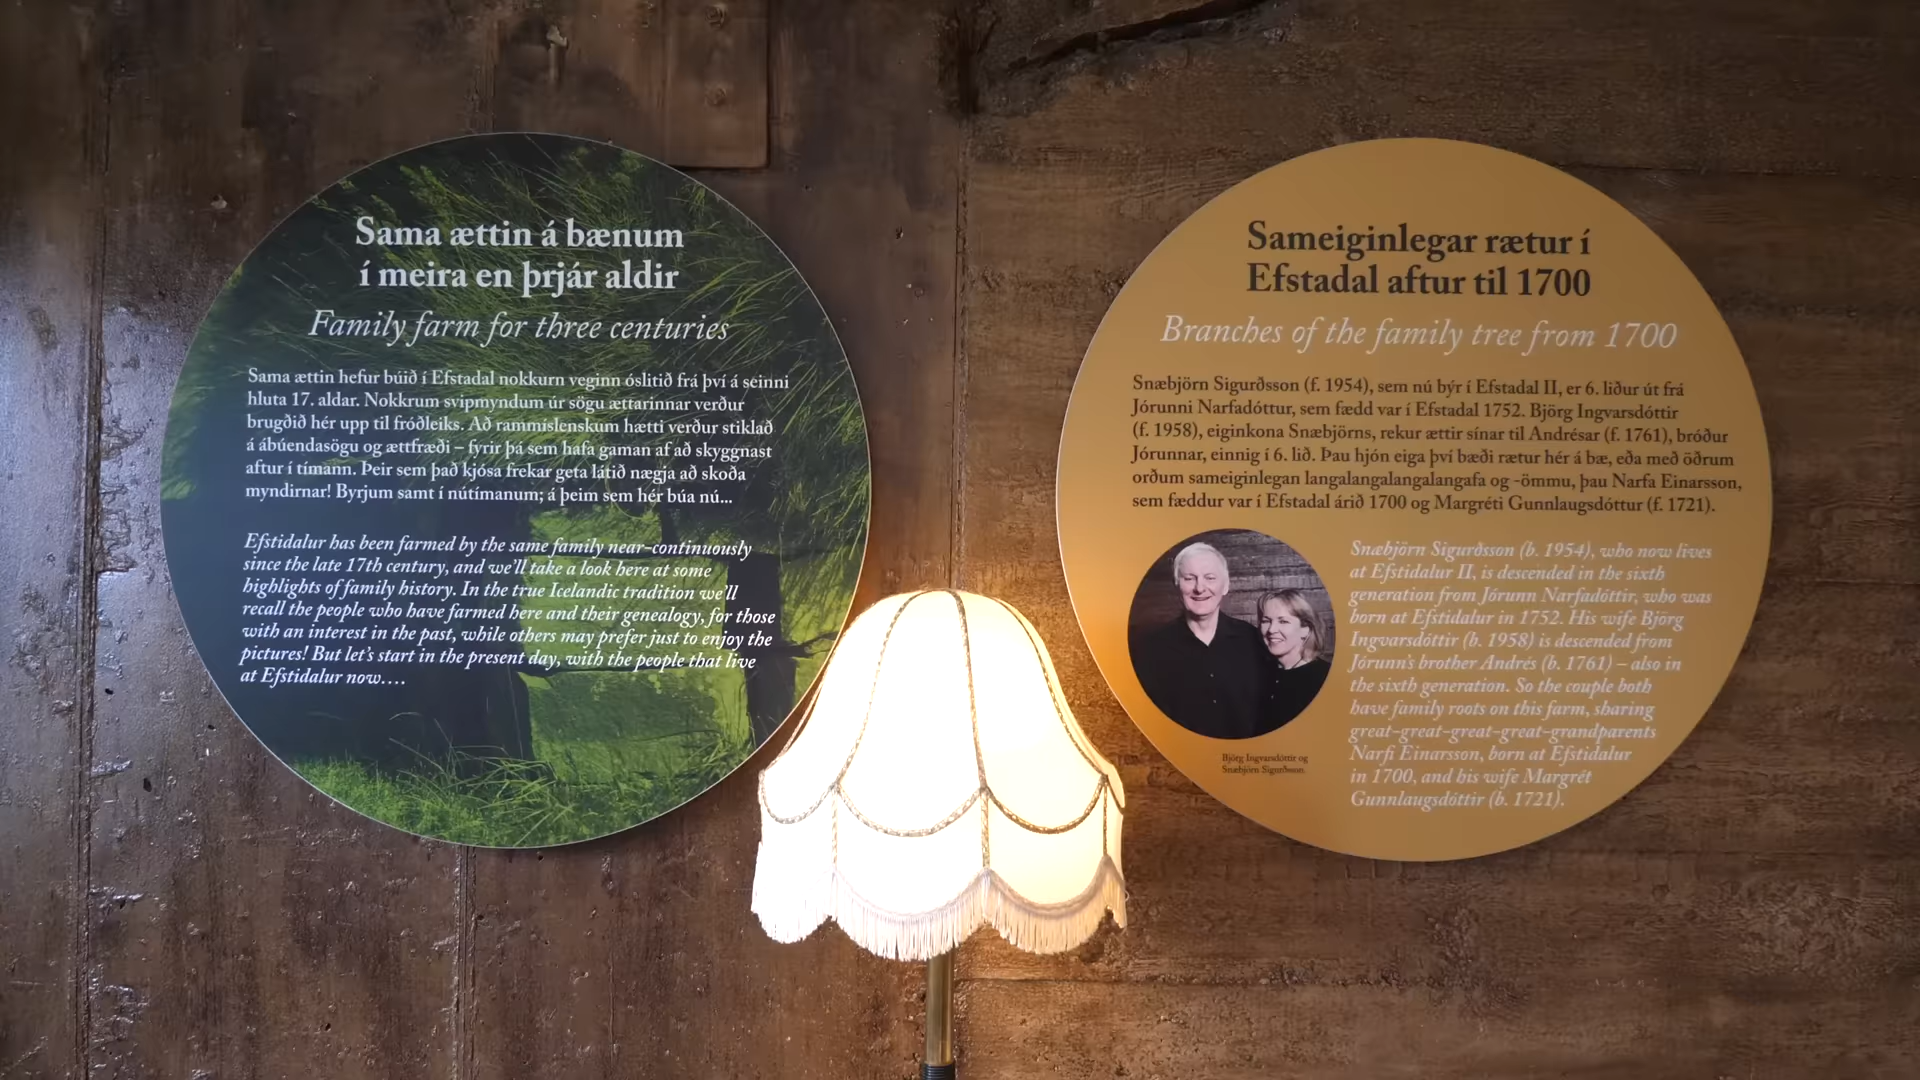 Sama ættin á bænum
í meira en þrjár aldir
Family farm for three centuries
Sama ættin hefur búið í Efstadal nokkurn veginn óslitið frá því á seinni
hluta 17. aldar. Nokkrum svipmyndum úr sögu ættarinnar verður
brugðið hér upp til fróðleiks. Að rammíslenskum hætti verður stiklað
á ábúendasögu og ættfræði – fyrir þá sem hafa gaman af að skyggnast
aftur í tímann. Þeir sem það kjósa frekar geta látið nægja að skoða
myndirnar! Byrjum samt í nútímanum; á þeim sem hér búa nú...
Efstidalur has been farmed by the same family near-continuously
since the late 17th century, and we'll take a look here at some
highlights of family history. In the true Icelandic tradition we'll
recall the people who have farmed here and their genealogy, for those
with an interest in the past, while others may prefer just to enjoy the
pictures! But let's start in the present day, with the people that live
at Efstidalur now....
Sameiginlegar rætur í
Efstadal aftur til 1700
Branches of the family tree from 1700
Snæbjörn Sigurðsson (f. 1954), sem nú býr í Efstadal II, er 6. liður út frá
Jórunni Narfadóttur, sem fædd var í Efstadal 1752. Björg Ingvarsdóttir
(f. 1958), eiginkona Snæbjörns, rekur ættir sínar til Andrésar (f. 1761), bróður
Jórunnar, einnig í 6. lið. Þau hjón eiga því bæði rætur hér á bæ, eða með öðrum
orðum sameiginlegan langalangalangalangafa og -ömmu, þau Narfa Einarsson,
sem fæddur var í Efstadal árið 1700 og Margréti Gunnlaugsdóttur (f. 1721).
Snæbjörn Sigurðsson (b. 1954), who now lives
at Efstidalur II, is descended in the sixth
generation from Jórunn Narfadóttir, who was
born at Efstidalur in 1752. His wife Björg
Ingvarsdóttir (b. 1958) is descended from
Jórunn's brother Andrés (b. 1761) – also in
the sixth generation. So the couple both
have family roots on this farm, sharing
great-great-great-great-grandparents
Narfi Einarsson, born at Efstidalur
in 1700, and his wife Margrét
Gunnlaugsdóttir (b. 1721).
Björg Ingvarsdóttir og
Snæbjörn Sigurðsson.